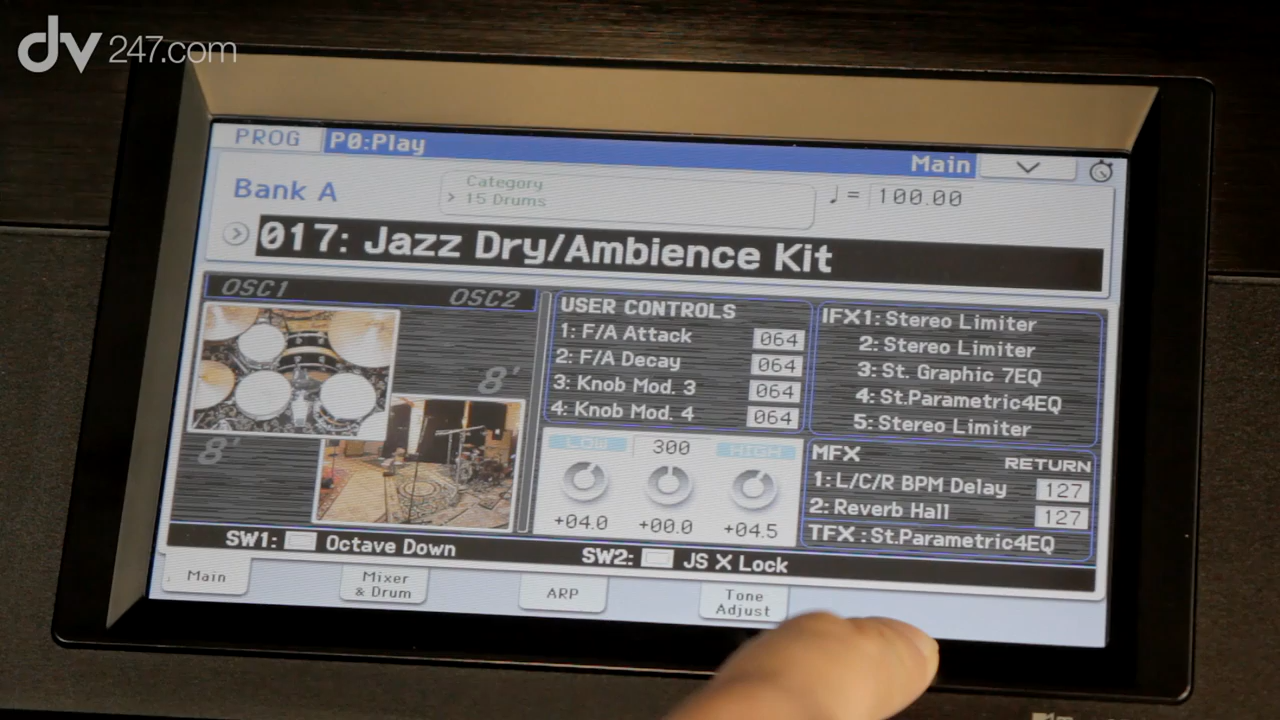 dv247.com
PROG P0:Play
Main
Bank A
Category
15 Drums
♩= 100.00
017: Jazz Dry/Ambience Kit
OSC1
OSC2
8'
8'
USER CONTROLS
1: F/A Attack 064
2: F/A Decay 064
3: Knob Mod. 3 064
4: Knob Mod. 4 064
LOW 300 HIGH
+04.0 +00.0 +04.5
IFX1: Stereo Limiter
2: Stereo Limiter
3: St. Graphic 7EQ
4: St.Parametric4EQ
5: Stereo Limiter
MFX RETURN
1: L/C/R BPM Delay 127
2: Reverb Hall 127
TFX : St.Parametric4EQ
SW1: Octave Down
SW2: JS X Lock
Main
Mixer
& Drum
ARP
Tone
Adjust